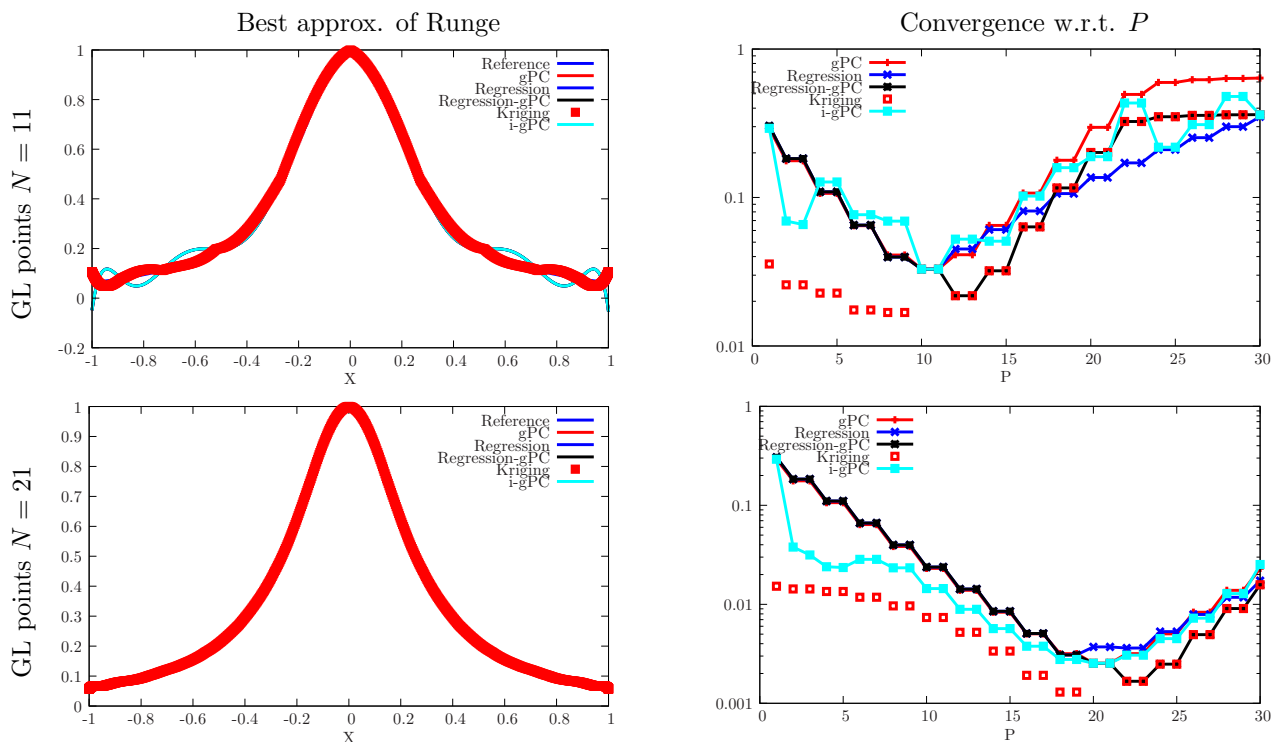 Best approx. of Runge
Convergence w.r.t. P
GL points N = 11
1
0.8
0.6
0.4
0.2
0
-0.2
-1 -0.8 -0.6 -0.4 -0.2 0 0.2 0.4 0.6 0.8 1
X
Reference
gPC
Regression
Regression-gPC
Kriging
i-gPC
1
0.1
0.01
0 5 10 15 20 25 30
P
gPC
Regression
Regression-gPC
Kriging
i-gPC
GL points N = 21
1
0.9
0.8
0.7
0.6
0.5
0.4
0.3
0.2
0.1
0
-1 -0.8 -0.6 -0.4 -0.2 0 0.2 0.4 0.6 0.8 1
X
Reference
gPC
Regression
Regression-gPC
Kriging
i-gPC
1
0.1
0.01
0.001
0 5 10 15 20 25 30
P
gPC
Regression
Regression-gPC
Kriging
i-gPC